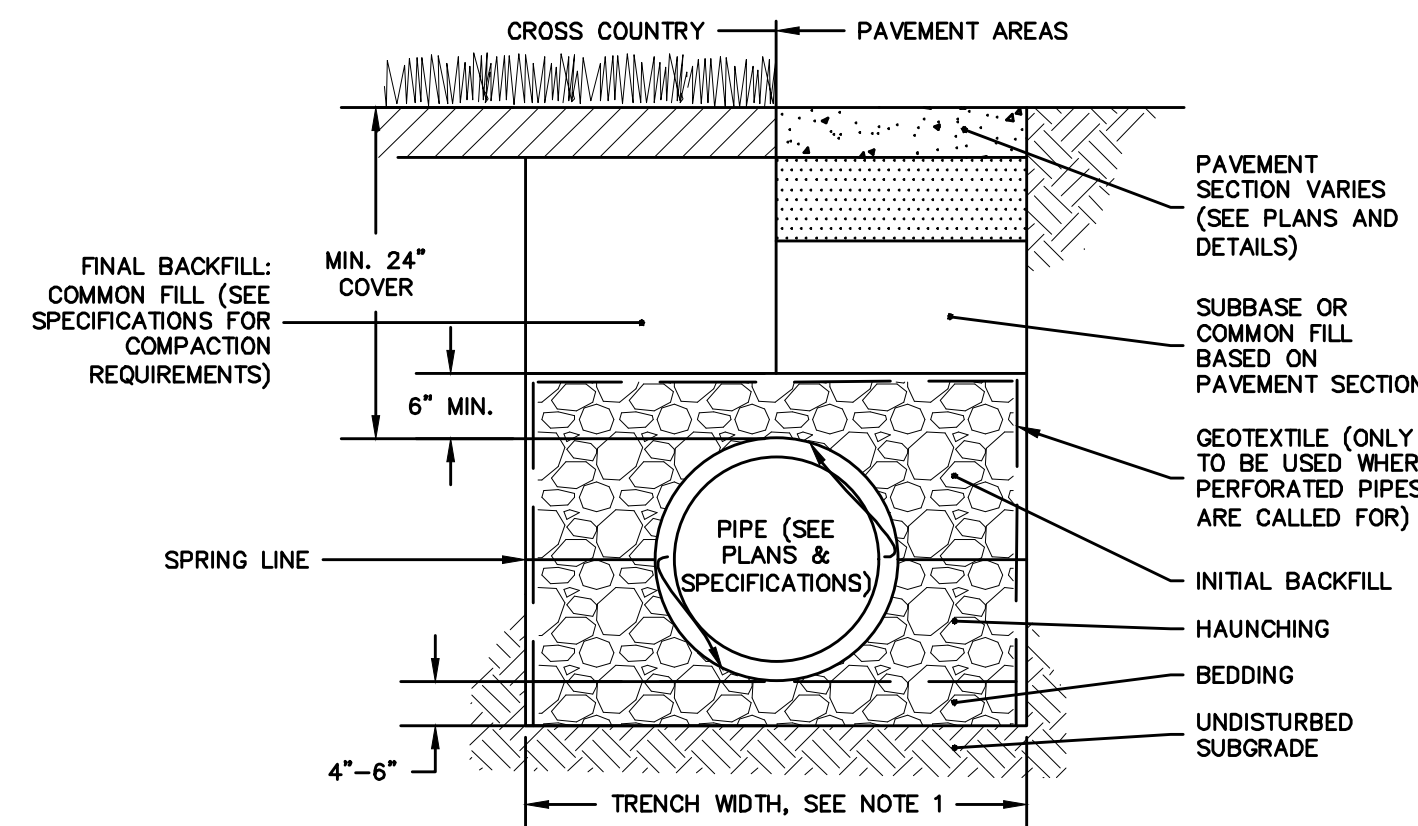 CROSS COUNTRY
PAVEMENT AREAS
PAVEMENT
SECTION VARIES
(SEE PLANS AND
DETAILS)
FINAL BACKFILL:
COMMON FILL (SEE
SPECIFICATIONS FOR
COMPACTION
REQUIREMENTS)
MIN. 24"
COVER
SUBBASE OR
COMMON FILL
BASED ON
PAVEMENT SECTION
6" MIN.
GEOTEXTILE (ONLY
TO BE USED WHER
PERFORATED PIPES
ARE CALLED FOR)
PIPE (SEE
PLANS &
SPECIFICATIONS)
SPRING LINE
INITIAL BACKFILL
HAUNCHING
BEDDING
UNDISTURBED
SUBGRADE
4"-6"
TRENCH WIDTH, SEE NOTE 1